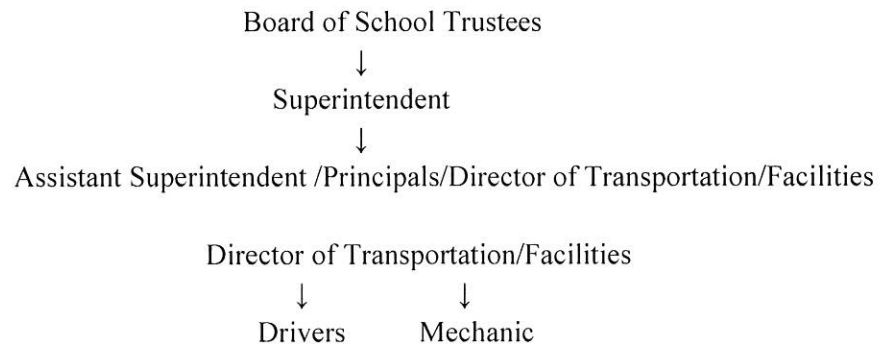 Board of School Trustees
↓
Superintendent
↓
Assistant Superintendent /Principals/Director of Transportation/Facilities
Director of Transportation/Facilities
↓ ↓
Drivers Mechanic